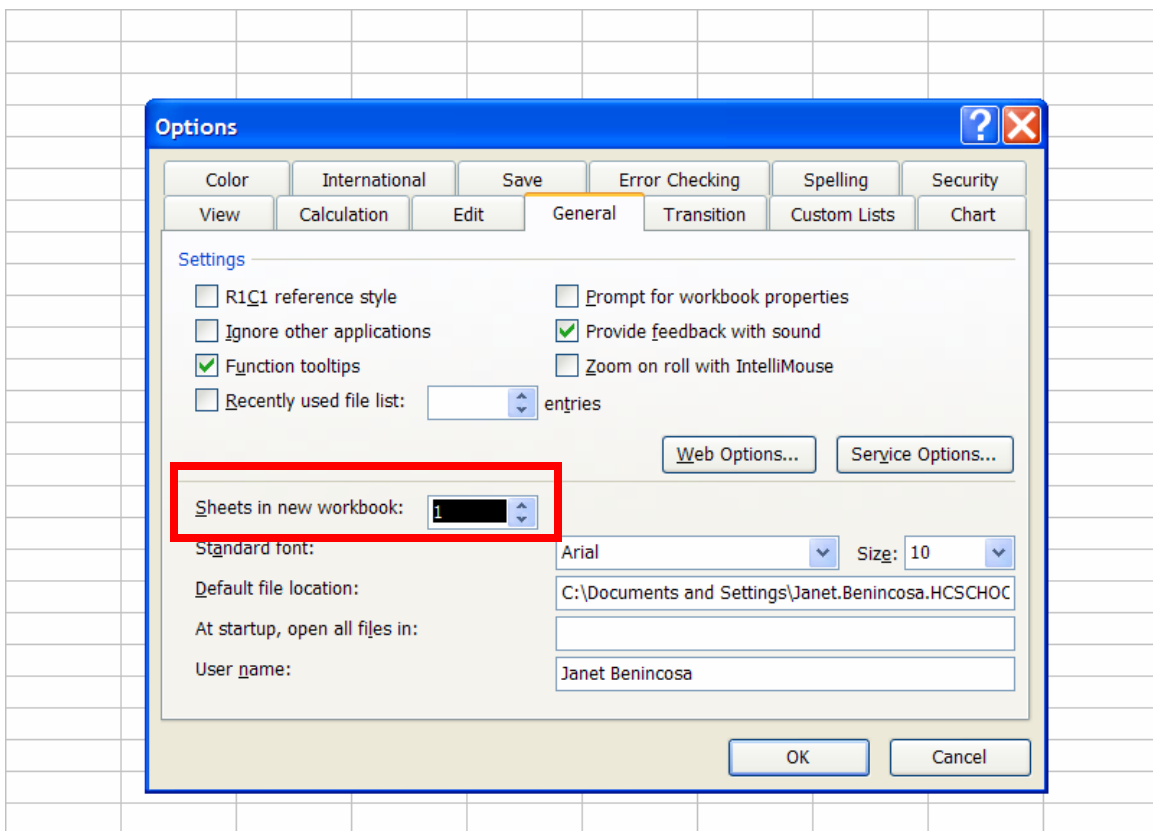 Options
?
Color International Save Error Checking Spelling Security
View Calculation Edit General Transition Custom Lists Chart
Settings
R1C1 reference style Prompt for workbook properties
Ignore other applications Provide feedback with sound
Function tooltips Zoom on roll with IntelliMouse
Recently used file list: entries
Web Options... Service Options...
Sheets in new workbook: 1
Standard font: Arial Size: 10
Default file location: C:\Documents and Settings\Janet.Benincosa.HCSCHOC
At startup, open all files in:
User name: Janet Benincosa
OK Cancel